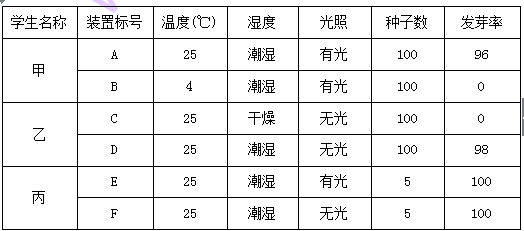 学生名称 装置标号 温度(℃) 湿度 光照 种子数 发芽率
甲 A 25 潮湿 有光 100 96
B 4 潮湿 有光 100 0
乙 C 25 干燥 无光 100 0
D 25 潮湿 无光 100 98
丙 E 25 潮湿 有光 5 100
F 25 潮湿 无光 5 100